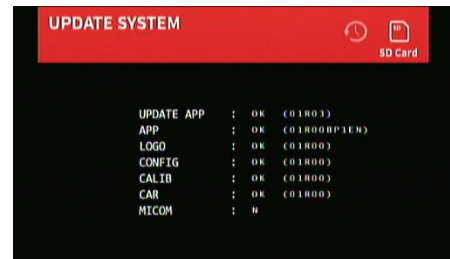 UPDATE SYSTEM
SD
SD Card
UPDATE APP : OK (01R03)
APP : OK (01R00BP1EN)
LOGO : OK (01R00)
CONFIG : OK (01R00)
CALIB : OK (01R00)
CAR : OK (01R00)
MICOM : N